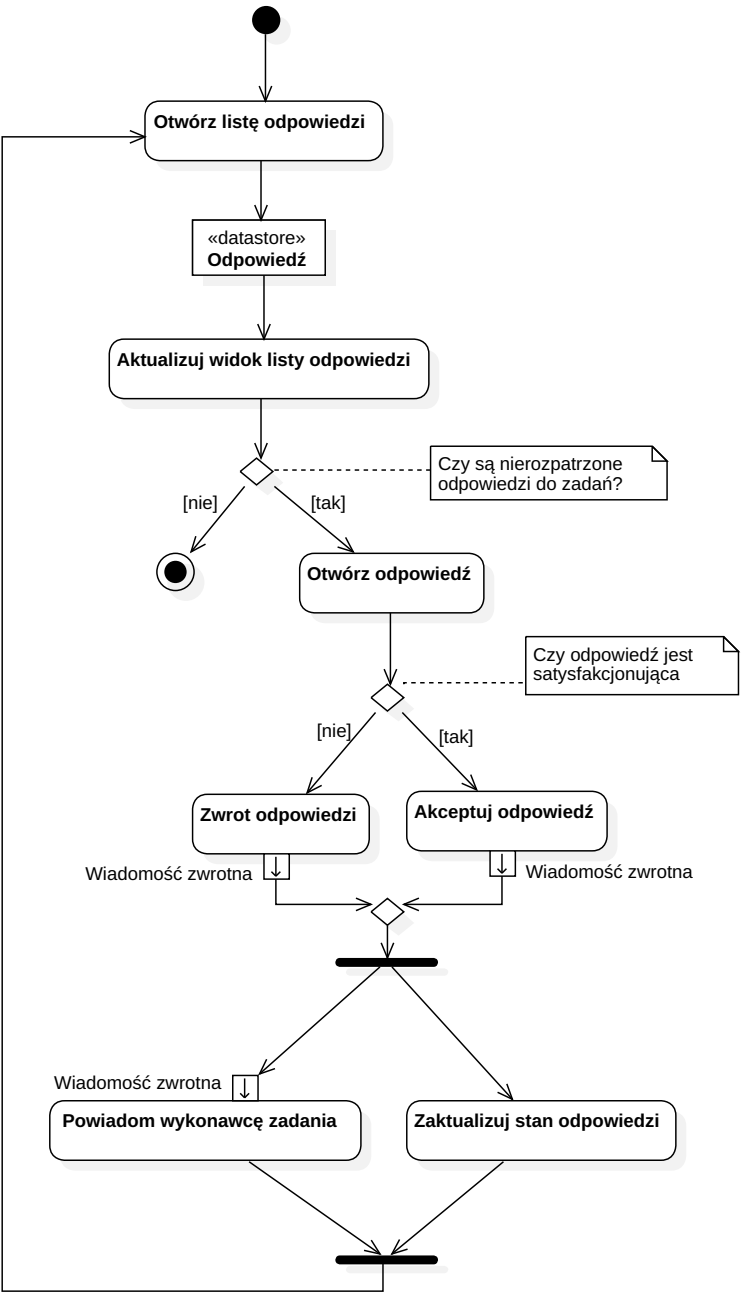 Otwórz listę odpowiedzi
«datastore»
Odpowiedź
Aktualizuj widok listy odpowiedzi
Czy są nierozpatrzone
odpowiedzi do zadań?
[nie]
[tak]
Otwórz odpowiedź
Czy odpowiedź jest
satysfakcjonująca
[nie]
[tak]
Zwrot odpowiedzi
Akceptuj odpowiedź
Wiadomość zwrotna
Wiadomość zwrotna
Wiadomość zwrotna
Powiadom wykonawcę zadania
Zaktualizuj stan odpowiedzi